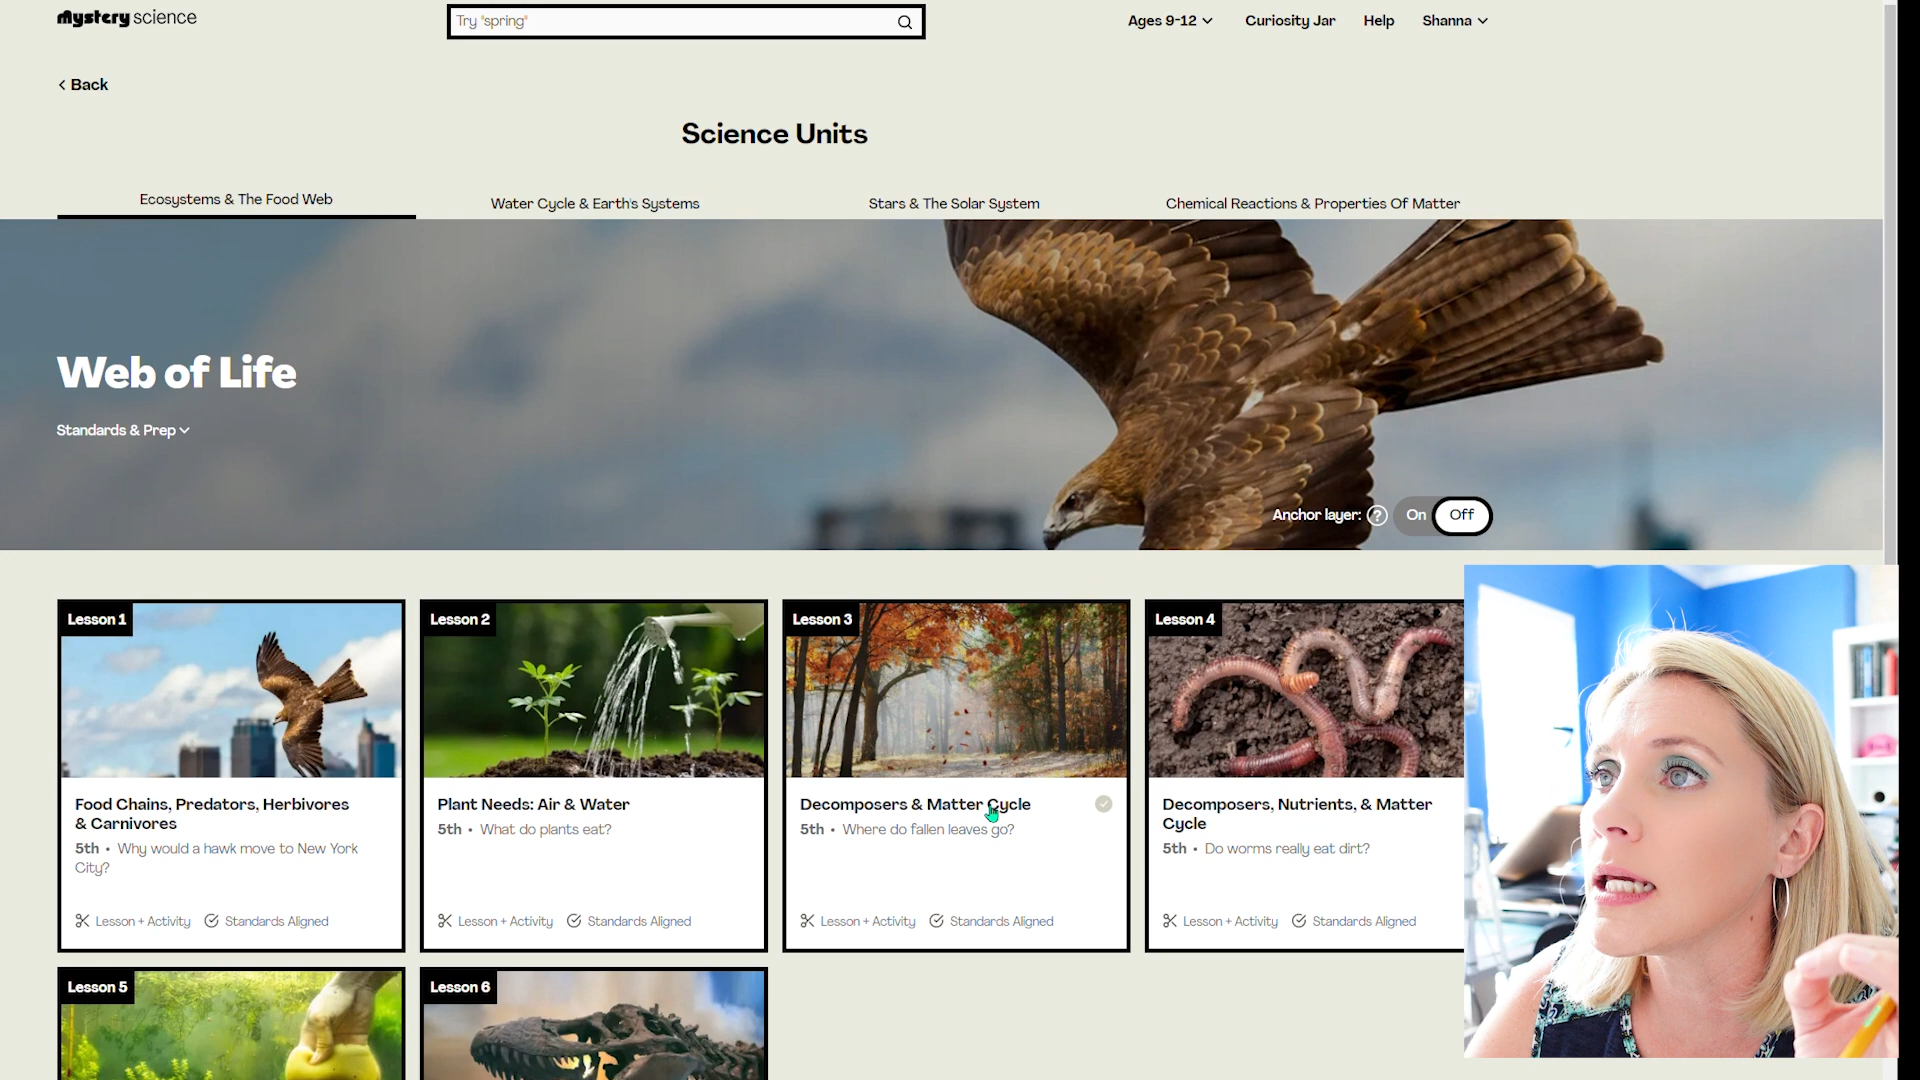 Mystery science
Try "spring"
Ages 9-12
Curiosity Jar
Help
Shanna
Back
Science Units
Ecosystems & The Food Web
Water Cycle & Earth's Systems
Stars & The Solar System
Chemical Reactions & Properties Of Matter
Web of Life
Standards & Prep
Anchor layer: ? On Off
Lesson 1
Food Chains, Predators, Herbivores
& Carnivores
5th • Why would a hawk move to New York
City?
Lesson + Activity Standards Aligned
Lesson 2
Plant Needs: Air & Water
5th • What do plants eat?
Lesson + Activity Standards Aligned
Lesson 3
Decomposers & Matter Cycle
5th • Where do fallen leaves go?
Lesson + Activity Standards Aligned
Lesson 4
Decomposers, Nutrients, & Matter
Cycle
5th • Do worms really eat dirt?
Lesson + Activity Standards Aligned
Lesson 5
Lesson 6